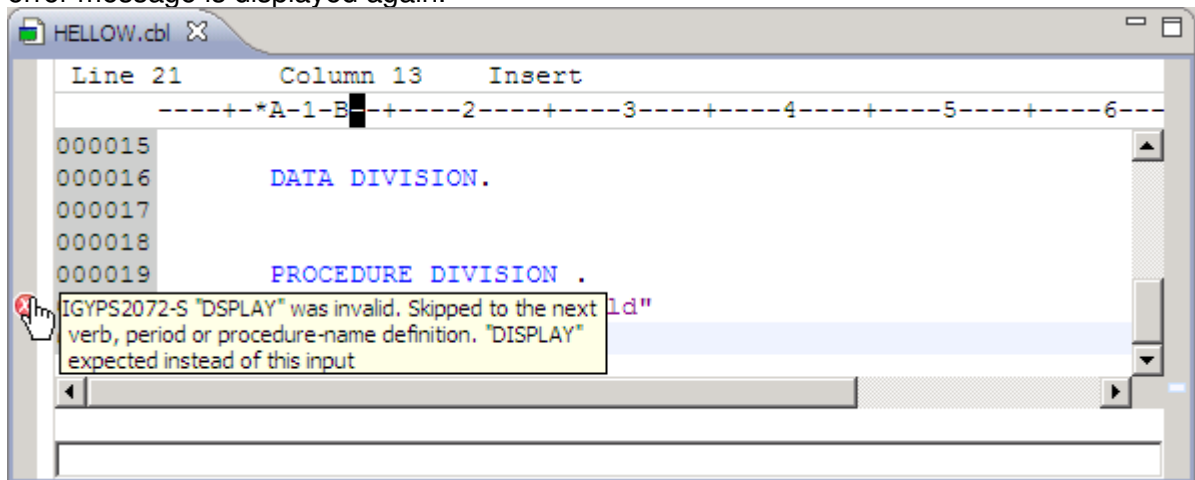 error message is displayed again.
HELLOW.cbl
Line 21 Column 13 Insert
----+-*A-1-B--+----2----+----3----+----4----+----5----+----6---
000015
000016 DATA DIVISION.
000017
000018
000019 PROCEDURE DIVISION .
ld"
IGYPS2072-S "DSPLAY" was invalid. Skipped to the next
verb, period or procedure-name definition. "DISPLAY"
expected instead of this input